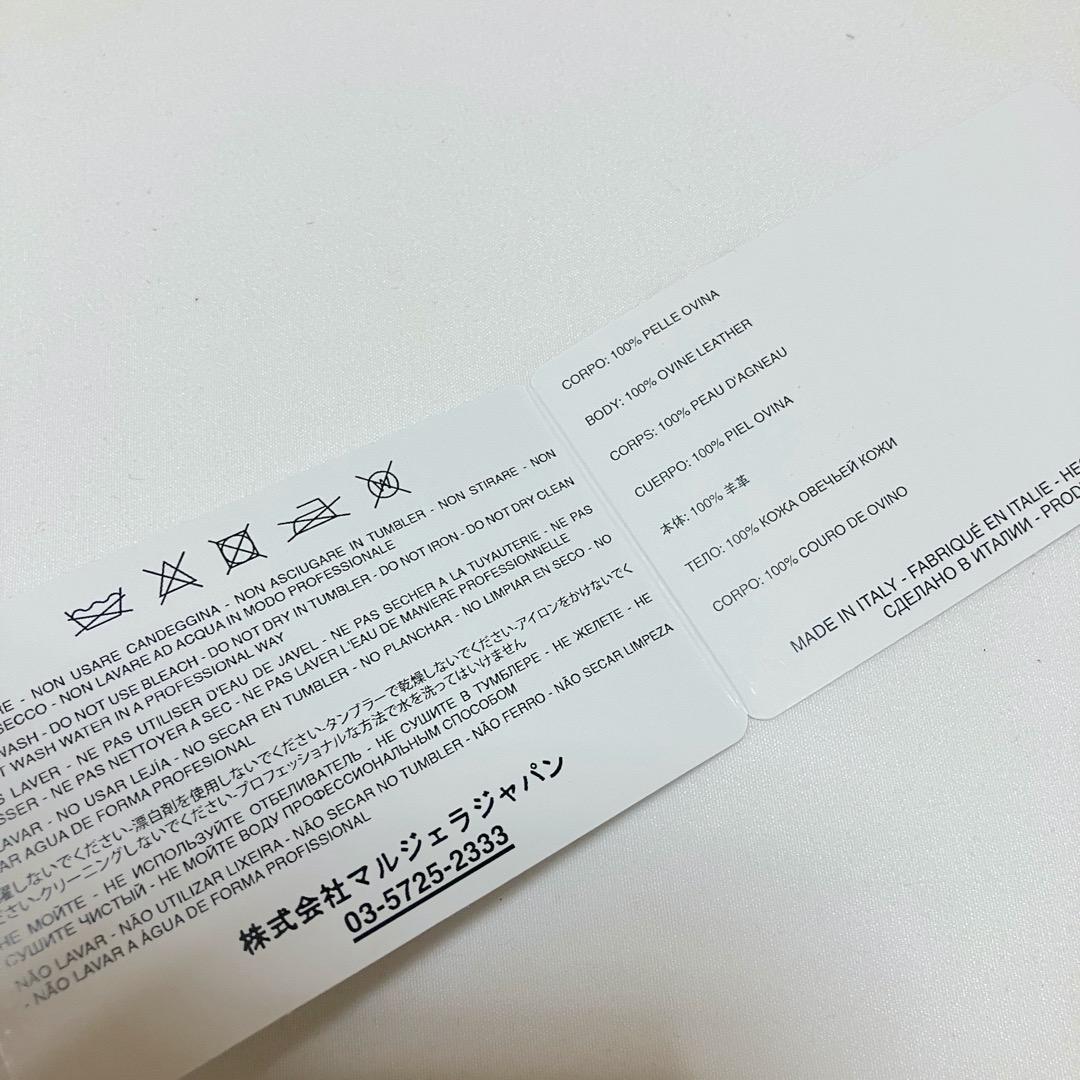 - NON USARE CANDEGGINA - NON ASCIUGARE IN TUMBLER - NON STIRARE - NON
SECCO - NON LAVARE AD ACQUA IN MODO PROFESSIONALE
WASH - DO NOT USE BLEACH - DO NOT DRY IN TUMBLER - DO NOT IRON - DO NOT DRY CLEAN
WASH WATER IN A PROFESSIONAL WAY
LAVER - NE PAS UTILISER D'EAU DE JAVEL - NE PAS SECHER A LA TUYAUTERIE - NE PAS
- NE PAS NETTOYER A SEC - NE PAS LAVER L'EAU DE MANIERE PROFESSIONNELLE
LAVAR - NO USAR LEJÍA - NO SECAR EN TUMBLER - NO PLANCHAR - NO LIMPIAR EN SECO - NO
AGUA DE FORMA PROFESIONAL
濯しないでください-漂白剤を使用しないでください-タンブラーで乾燥しないでください-アイロンをかけないでく
ださい-クリーニングしないでください-プロフェッショナルな方法で水を洗ってはいけません
НЕ МОЙТЕ - НЕ ИСПОЛЬЗУЙТЕ ОТБЕЛИВАТЕЛЬ - НЕ СУШИТЕ В ТУМБЛЕРЕ - НЕ ЖЕЛЕТЕ - НЕ
СУШИТЕ ЧИСТЫЙ - НЕ МОЙТЕ ВОДУ ПРОФЕССИОНАЛЬНЫМ СПОСОБОМ
NÃO LAVAR - NÃO UTILIZAR LIXEIRA - NÃO SECAR NO TUMBLER - NÃO FERRO - NÃO SECAR LIMPEZA
- NÃO LAVAR A ÁGUA DE FORMA PROFISSIONAL
株式会社マルジェラジャパン
03-5725-2333
CORPO: 100% PELLE OVINA
BODY: 100% OVINE LEATHER
CORPS: 100% PEAU D'AGNEAU
CUERPO: 100% PIEL OVINA
本体: 100% 羊革
ТЕЛО: 100% КОЖА ОВЕЧЬЕЙ КОЖИ
CORPO: 100% COURO DE OVINO
MADE IN ITALY - FABRIQUÉ EN ITALIE -
СДЕЛАНО В ИТАЛИИ -